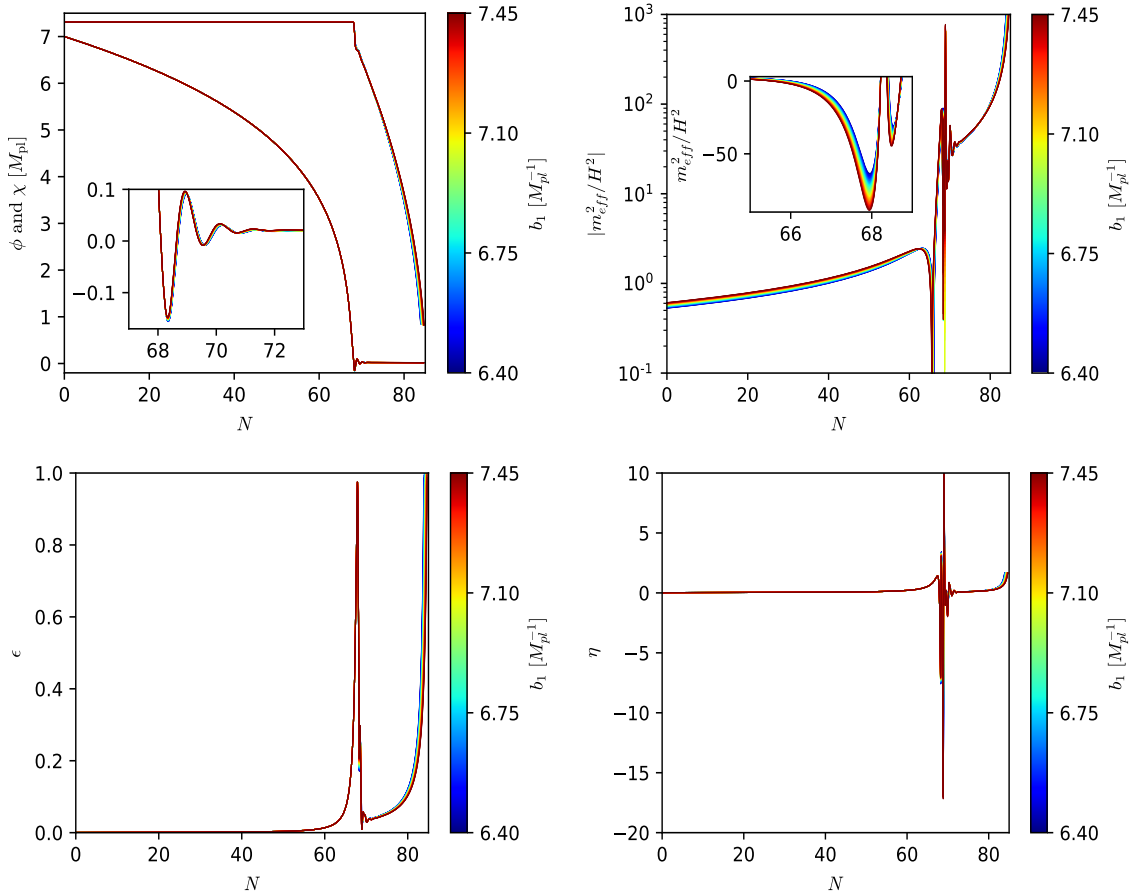 7
6
5
4
3
2
1
0
ϕ and χ [M_pl]
0.1
0.0
−0.1
68 70 72
0 20 40 60 80
N
7.45
7.10
6.75
6.40
b_1 [M_pl^{-1}]
10^3
10^2
10^1
10^0
10^{-1}
|m_eff^2/H^2|
m_eff^2/H^2
0
−50
66 68
0 20 40 60 80
N
7.45
7.10
6.75
6.40
b_1 [M_pl^{-1}]
1.0
0.8
0.6
0.4
0.2
0.0
ϵ
0 20 40 60 80
N
7.45
7.10
6.75
6.40
b_1 [M_pl^{-1}]
10
5
0
−5
−10
−15
−20
η
0 20 40 60 80
N
7.45
7.10
6.75
6.40
b_1 [M_pl^{-1}]